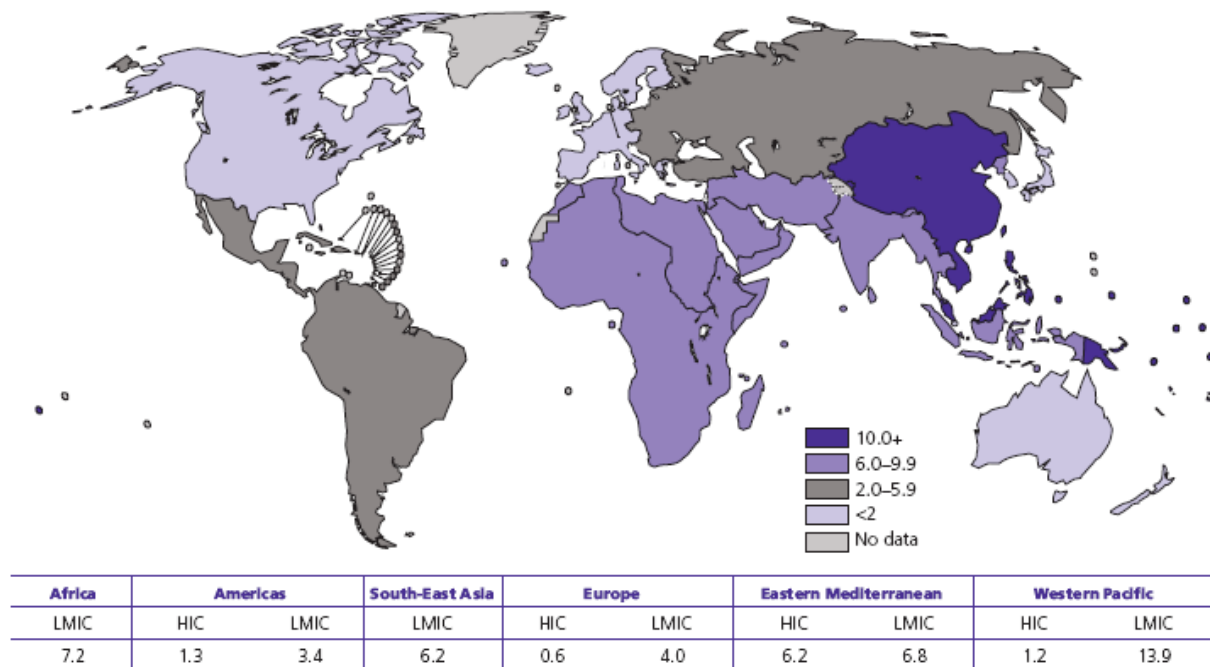 10.0+
6.0–9.9
2.0–5.9
<2
No data
Africa Americas South-East Asia Europe Eastern Mediterranean Western Pacific
LMIC HIC LMIC LMIC HIC LMIC HIC LMIC HIC LMIC
7.2 1.3 3.4 6.2 0.6 4.0 6.2 6.8 1.2 13.9